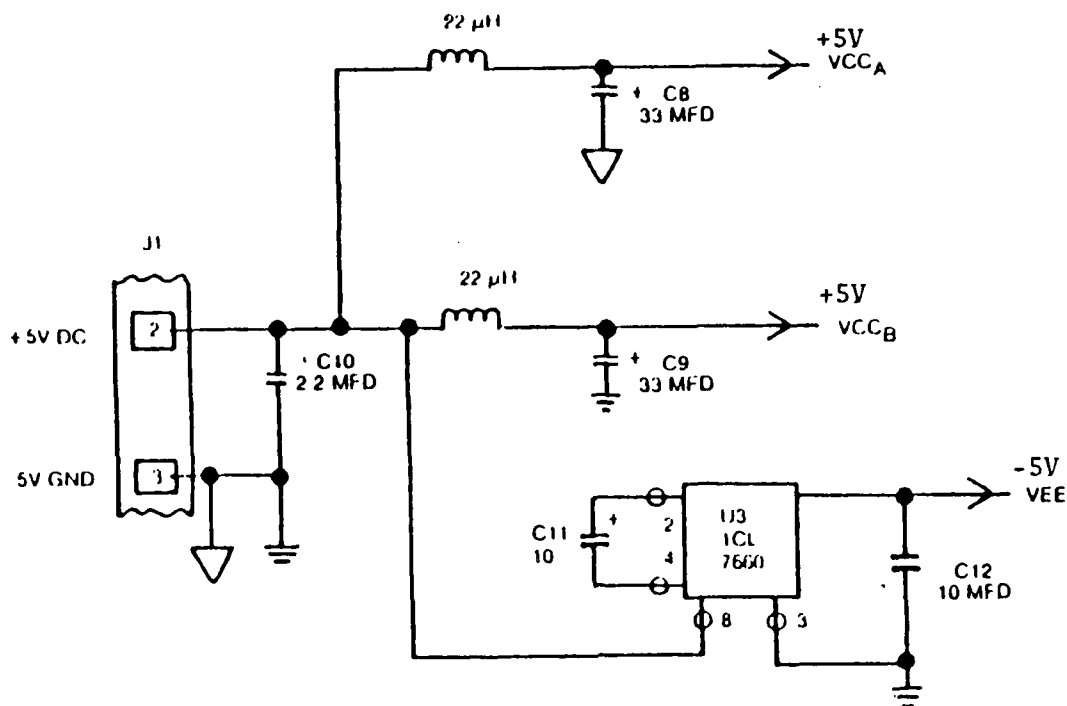 22 µH
+5V
VCCA
+ C8
33 MFD
J1
22 µH
+5V
VCCB
+5V DC
2
+ C10
2.2 MFD
+ C9
33 MFD
5V GND
3
-5V
VEE
C11
10
+
2
4
U3
ICL
7660
8
3
C12
10 MFD